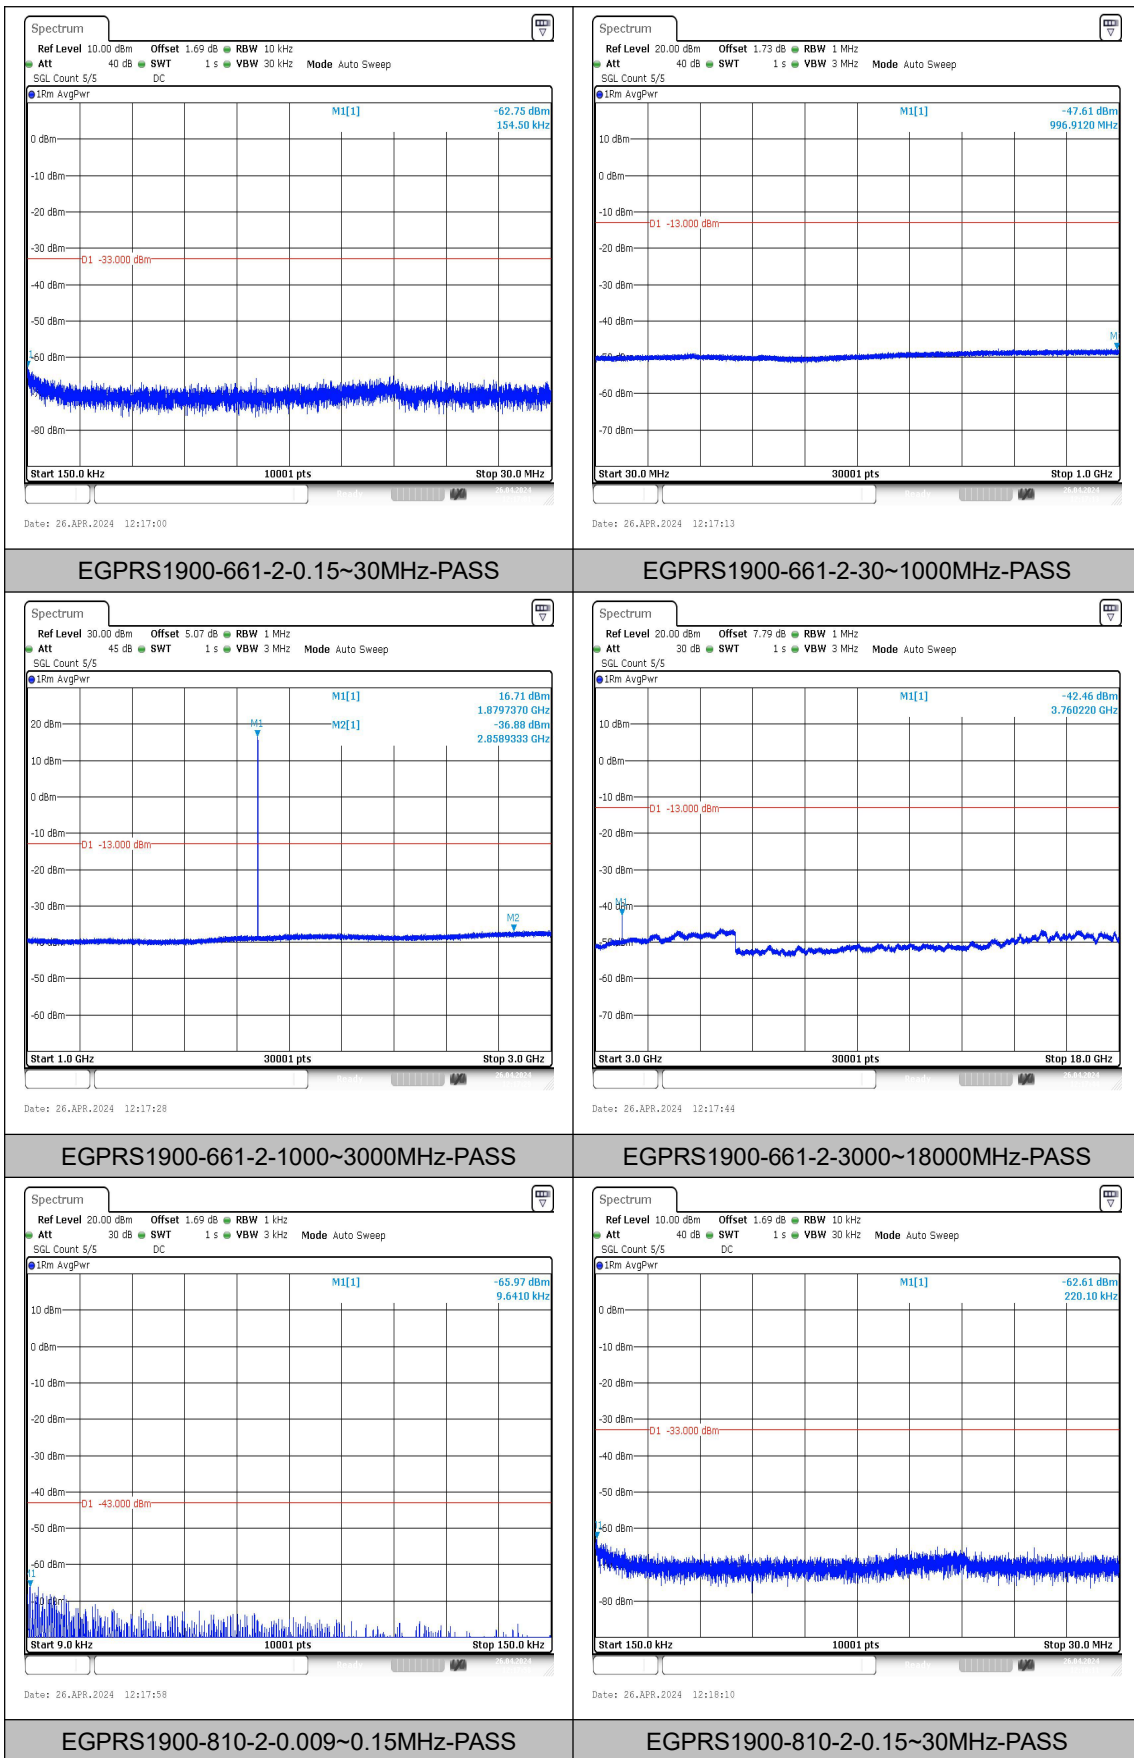 Spectrum
Ref Level 10.00 dBm Offset 1.69 dB RBW 10 kHz
Att 40 dB SWT 1 s VBW 30 kHz Mode Auto Sweep
SGL Count 5/5 DC
1Rm AvgPwr
M1[1] -62.75 dBm
154.50 kHz
0 dBm
-10 dBm
-20 dBm
-30 dBm
D1 -33.000 dBm
-40 dBm
-50 dBm
-60 dBm
-80 dBm
Start 150.0 kHz 10001 pts Stop 30.0 MHz
Date: 26.APR.2024 12:17:00
EGPRS1900-661-2-0.15~30MHz-PASS
Spectrum
Ref Level 20.00 dBm Offset 1.73 dB RBW 1 MHz
Att 40 dB SWT 1 s VBW 3 MHz Mode Auto Sweep
SGL Count 5/5
1Rm AvgPwr
M1[1] -47.61 dBm
996.9120 MHz
10 dBm
0 dBm
-10 dBm
D1 -13.000 dBm
-20 dBm
-30 dBm
-40 dBm
M
-60 dBm
-70 dBm
Start 30.0 MHz 30001 pts Stop 1.0 GHz
Date: 26.APR.2024 12:17:13
EGPRS1900-661-2-30~1000MHz-PASS
Spectrum
Ref Level 30.00 dBm Offset 5.07 dB RBW 1 MHz
Att 45 dB SWT 1 s VBW 3 MHz Mode Auto Sweep
SGL Count 5/5
1Rm AvgPwr
M1[1] 16.71 dBm
1.8797370 GHz
M2[1] -36.88 dBm
2.8589333 GHz
M1
20 dBm
10 dBm
0 dBm
-10 dBm
D1 -13.000 dBm
-20 dBm
-30 dBm
M2
-50 dBm
-60 dBm
Start 1.0 GHz 30001 pts Stop 3.0 GHz
Date: 26.APR.2024 12:17:28
EGPRS1900-661-2-1000~3000MHz-PASS
Spectrum
Ref Level 20.00 dBm Offset 7.79 dB RBW 1 MHz
Att 30 dB SWT 1 s VBW 3 MHz Mode Auto Sweep
SGL Count 5/5
1Rm AvgPwr
M1[1] -42.46 dBm
3.760220 GHz
10 dBm
0 dBm
-10 dBm
D1 -13.000 dBm
-20 dBm
-30 dBm
-40 dBm
M1
-60 dBm
-70 dBm
Start 3.0 GHz 30001 pts Stop 18.0 GHz
Date: 26.APR.2024 12:17:44
EGPRS1900-661-2-3000~18000MHz-PASS
Spectrum
Ref Level 20.00 dBm Offset 1.69 dB RBW 1 kHz
Att 30 dB SWT 1 s VBW 3 kHz Mode Auto Sweep
SGL Count 5/5 DC
1Rm AvgPwr
M1[1] -65.97 dBm
9.6410 kHz
10 dBm
0 dBm
-10 dBm
-20 dBm
-30 dBm
-40 dBm
D1 -43.000 dBm
-50 dBm
-60 dBm
Start 9.0 kHz 10001 pts Stop 150.0 kHz
Date: 26.APR.2024 12:17:58
EGPRS1900-810-2-0.009~0.15MHz-PASS
Spectrum
Ref Level 10.00 dBm Offset 1.69 dB RBW 10 kHz
Att 40 dB SWT 1 s VBW 30 kHz Mode Auto Sweep
SGL Count 5/5 DC
1Rm AvgPwr
M1[1] -62.61 dBm
220.10 kHz
0 dBm
-10 dBm
-20 dBm
-30 dBm
D1 -33.000 dBm
-40 dBm
-50 dBm
-60 dBm
-80 dBm
Start 150.0 kHz 10001 pts Stop 30.0 MHz
Date: 26.APR.2024 12:18:10
EGPRS1900-810-2-0.15~30MHz-PASS